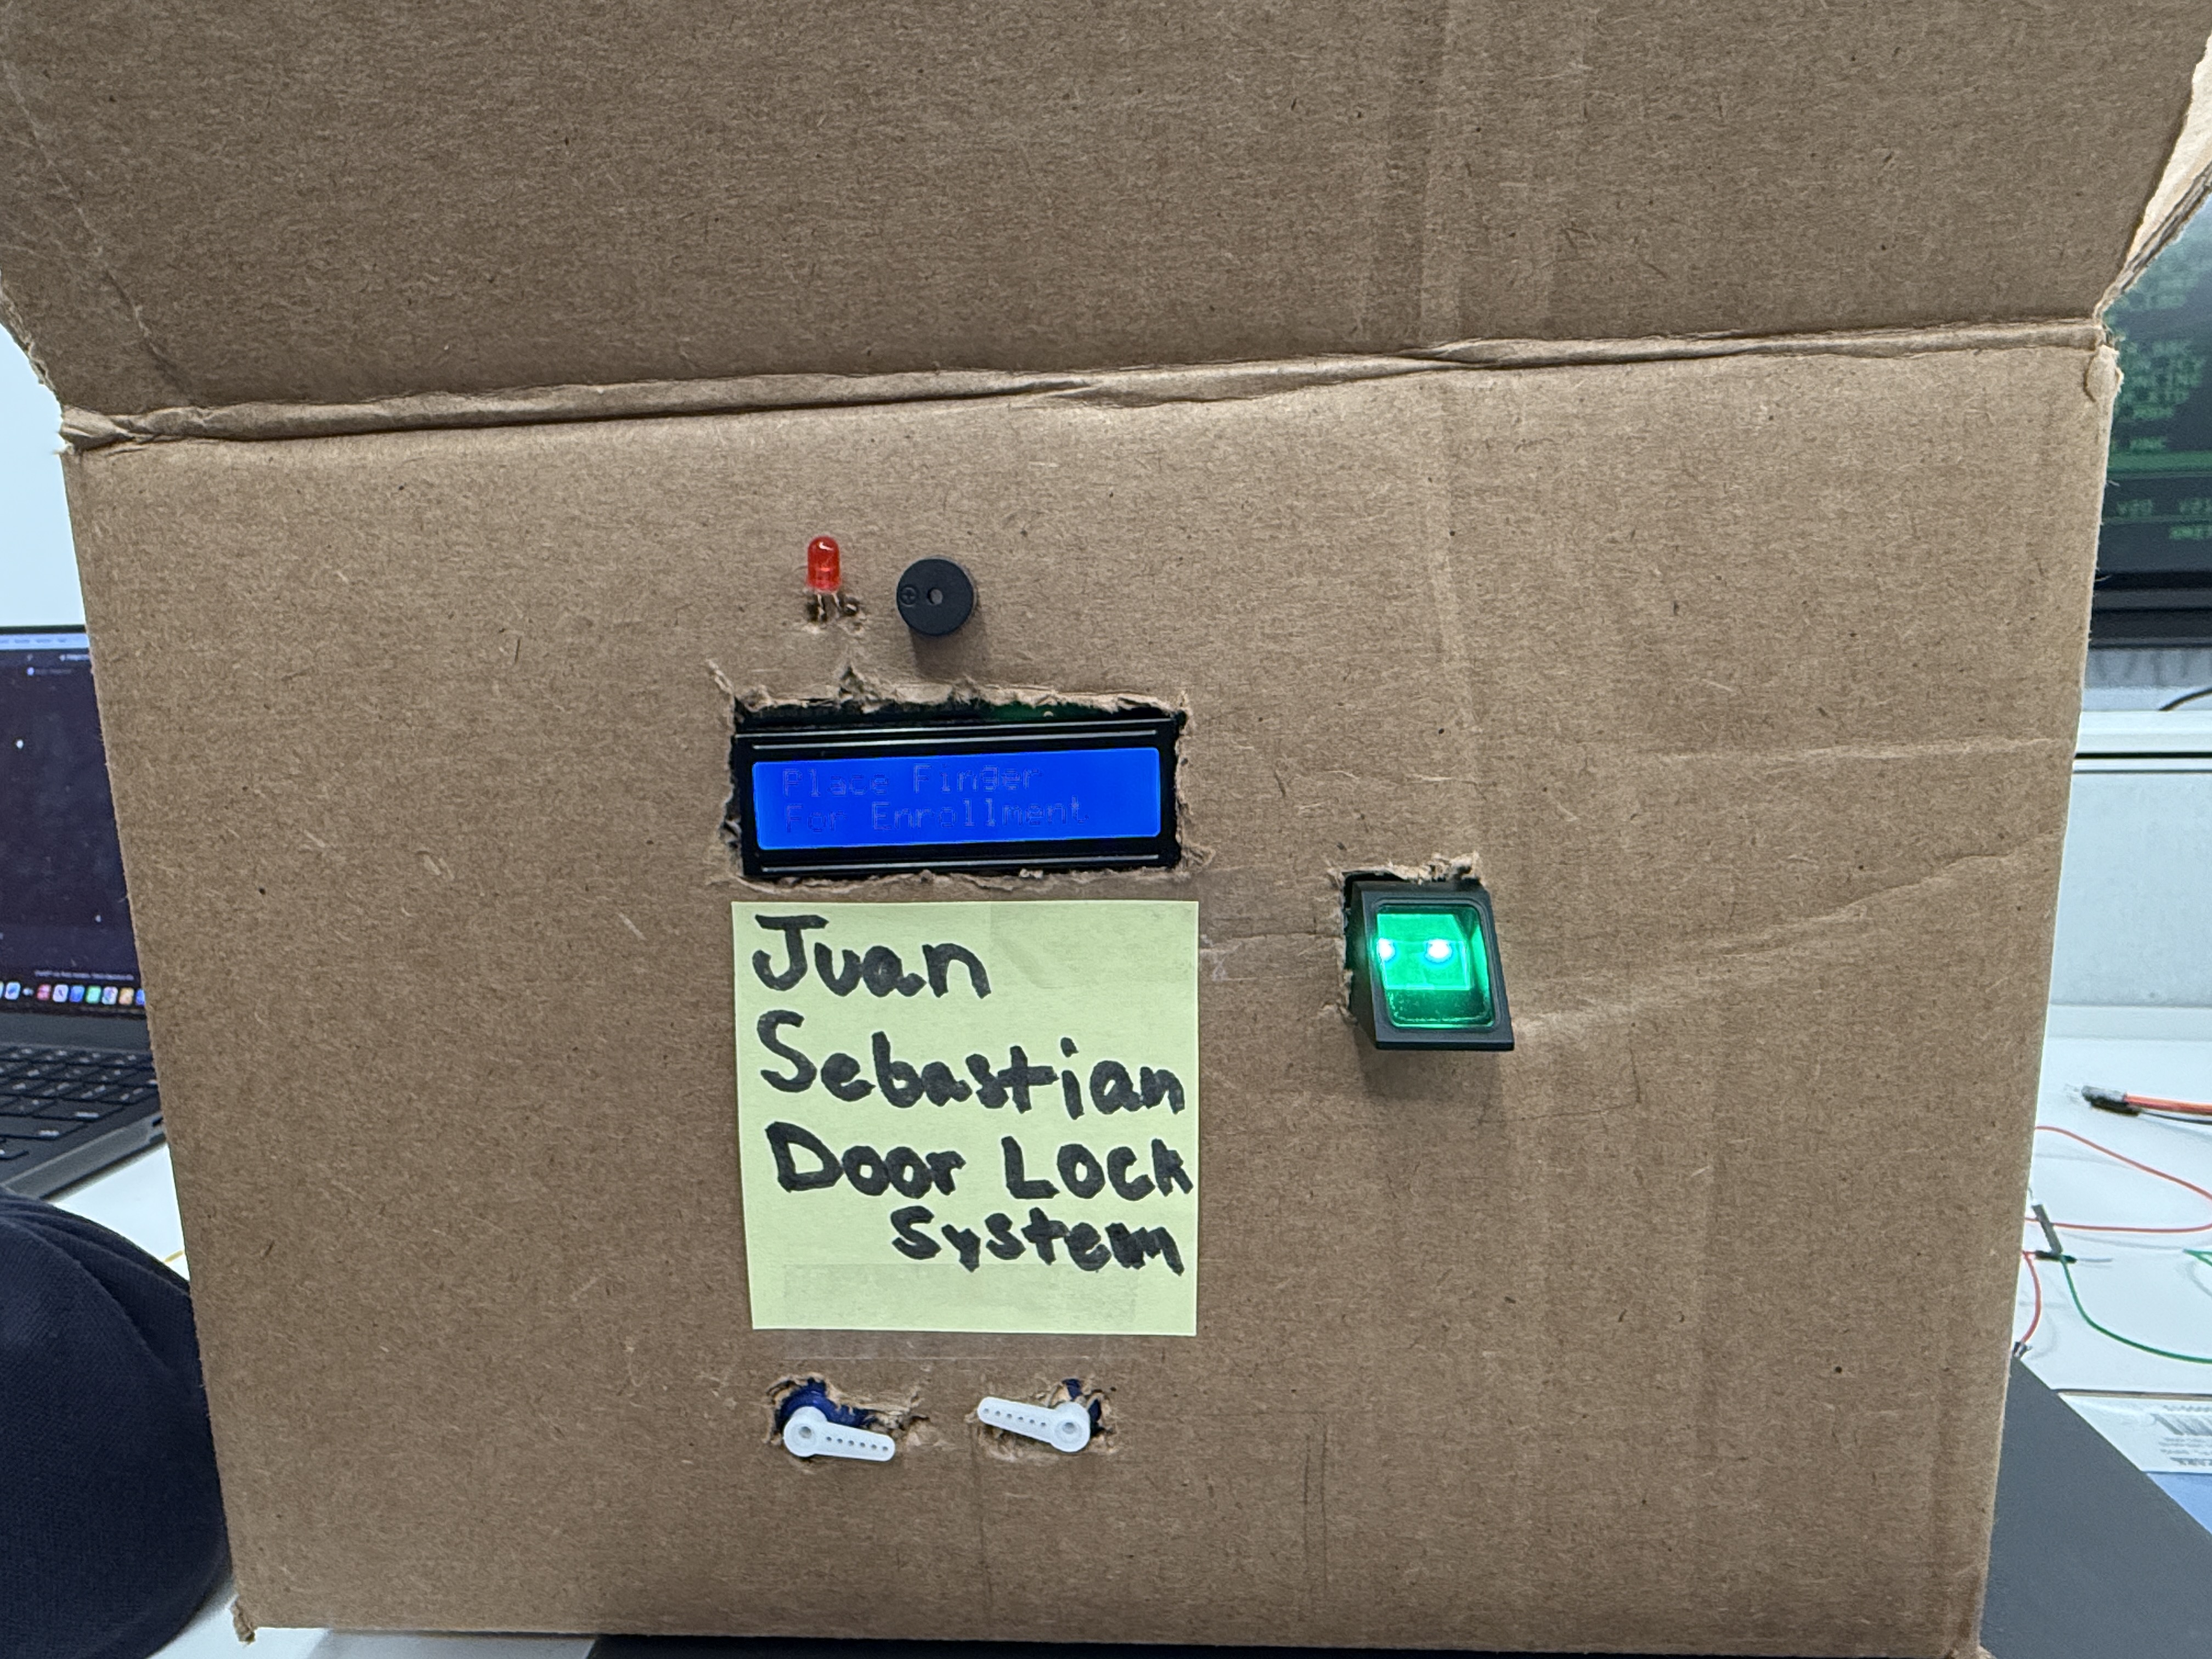 Place Finger
For Enrollment
Juan
Sebastian
Door Lock
System